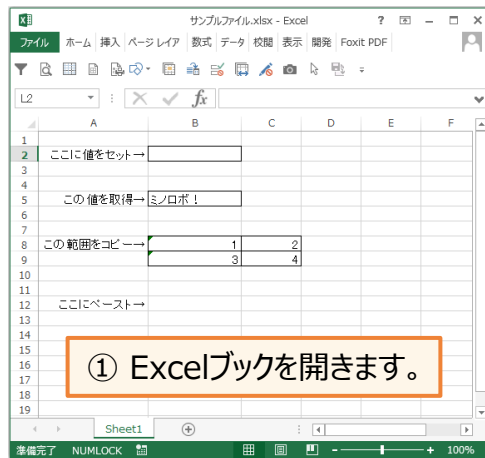 サンプルファイル.xlsx - Excel
?
ファイル ホーム 挿入 ページ レイア 数式 データ 校閲 表示 開発 Foxit PDF
L2
fx
A B C D E F
1
2 ここに値をセット→
3
4
5 この値を取得→ ミノロボ！
6
7
8 この範囲をコピー→ 1 2
9 3 4
10
11
12 ここにペースト→
13
14
15
16
17
18
19
① Excelブックを開きます。
Sheet1
準備完了 NUMLOCK 100%